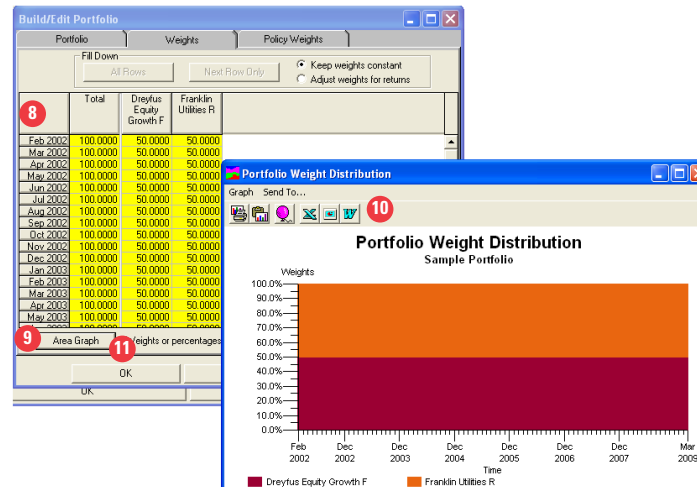 Build/Edit Portfolio
Portfolio Weights Policy Weights
Fill Down
All Rows Next Row Only
Keep weights constant
Adjust weights for returns
8
Total Dreyfus Equity Growth F Franklin Utilities R
Feb 2002 100.0000 50.0000 50.0000
Mar 2002 100.0000 50.0000 50.0000
Apr 2002 100.0000 50.0000 50.0000
May 2002 100.0000 50.0000 50.0000
Jun 2002 100.0000 50.0000 50.0000
Jul 2002 100.0000 50.0000 50.0000
Aug 2002 100.0000 50.0000 50.0000
Sep 2002 100.0000 50.0000 50.0000
Oct 2002 100.0000 50.0000 50.0000
Nov 2002 100.0000 50.0000 50.0000
Dec 2002 100.0000 50.0000 50.0000
Jan 2003 100.0000 50.0000 50.0000
Feb 2003 100.0000 50.0000 50.0000
Mar 2003 100.0000 50.0000 50.0000
Apr 2003 100.0000 50.0000 50.0000
May 2003 100.0000 50.0000 50.0000
9 Area Graph 11 eights or percentages
OK
OK
Portfolio Weight Distribution
Graph Send To...
10
Portfolio Weight Distribution
Sample Portfolio
Weights
100.0%
90.0%
80.0%
70.0%
60.0%
50.0%
40.0%
30.0%
20.0%
10.0%
0.0%
Feb 2002 Dec 2002 Dec 2003 Dec 2004 Dec 2005 Dec 2006 Dec 2007 Mar 2009
Time
Dreyfus Equity Growth F Franklin Utilities R